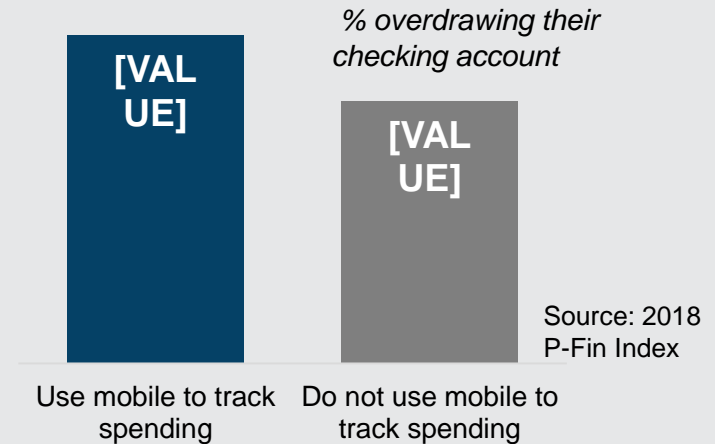 % overdrawing their
checking account
[VAL
UE]
[VAL
UE]
Source: 2018
P-Fin Index
Use mobile to track
spending
Do not use mobile to
track spending